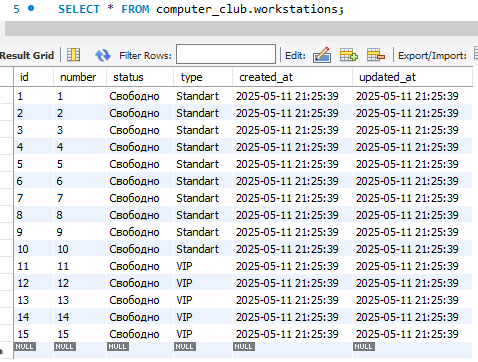 5 SELECT * FROM computer_club.workstations;
Result Grid Filter Rows: Edit: Export/Import:
id number status type created_at updated_at
1 1 Свободно Standart 2025-05-11 21:25:39 2025-05-11 21:25:39
2 2 Свободно Standart 2025-05-11 21:25:39 2025-05-11 21:25:39
3 3 Свободно Standart 2025-05-11 21:25:39 2025-05-11 21:25:39
4 4 Свободно Standart 2025-05-11 21:25:39 2025-05-11 21:25:39
5 5 Свободно Standart 2025-05-11 21:25:39 2025-05-11 21:25:39
6 6 Свободно Standart 2025-05-11 21:25:39 2025-05-11 21:25:39
7 7 Свободно Standart 2025-05-11 21:25:39 2025-05-11 21:25:39
8 8 Свободно Standart 2025-05-11 21:25:39 2025-05-11 21:25:39
9 9 Свободно Standart 2025-05-11 21:25:39 2025-05-11 21:25:39
10 10 Свободно Standart 2025-05-11 21:25:39 2025-05-11 21:25:39
11 11 Свободно VIP 2025-05-11 21:25:39 2025-05-11 21:25:39
12 12 Свободно VIP 2025-05-11 21:25:39 2025-05-11 21:25:39
13 13 Свободно VIP 2025-05-11 21:25:39 2025-05-11 21:25:39
14 14 Свободно VIP 2025-05-11 21:25:39 2025-05-11 21:25:39
15 15 Свободно VIP 2025-05-11 21:25:39 2025-05-11 21:25:39
NULL NULL NULL NULL NULL NULL